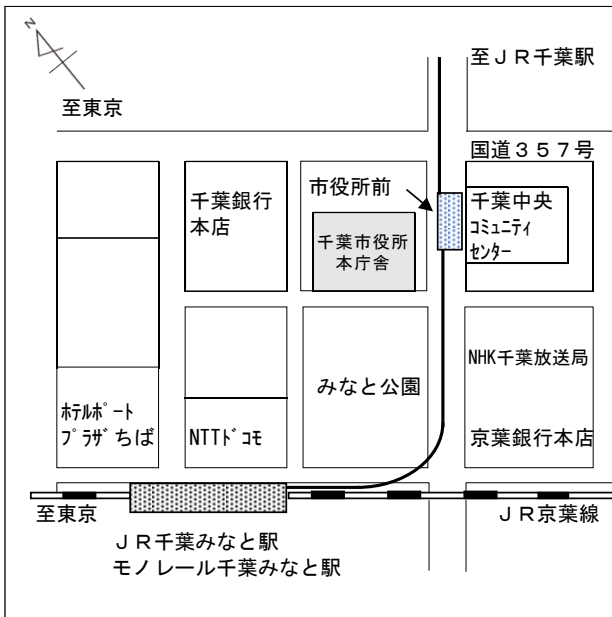 N
至ＪＲ千葉駅
至東京
国道３５７号
市役所前
千葉銀行
本店
千葉市役所
本庁舎
千葉中央
コミュニティ
センター
みなと公園
NHK千葉放送局
ﾎﾃﾙﾎﾟｰﾄ
ﾌﾟﾗｻﾞちば
NTTﾄﾞｺﾓ
京葉銀行本店
至東京
ＪＲ京葉線
ＪＲ千葉みなと駅
モノレール千葉みなと駅